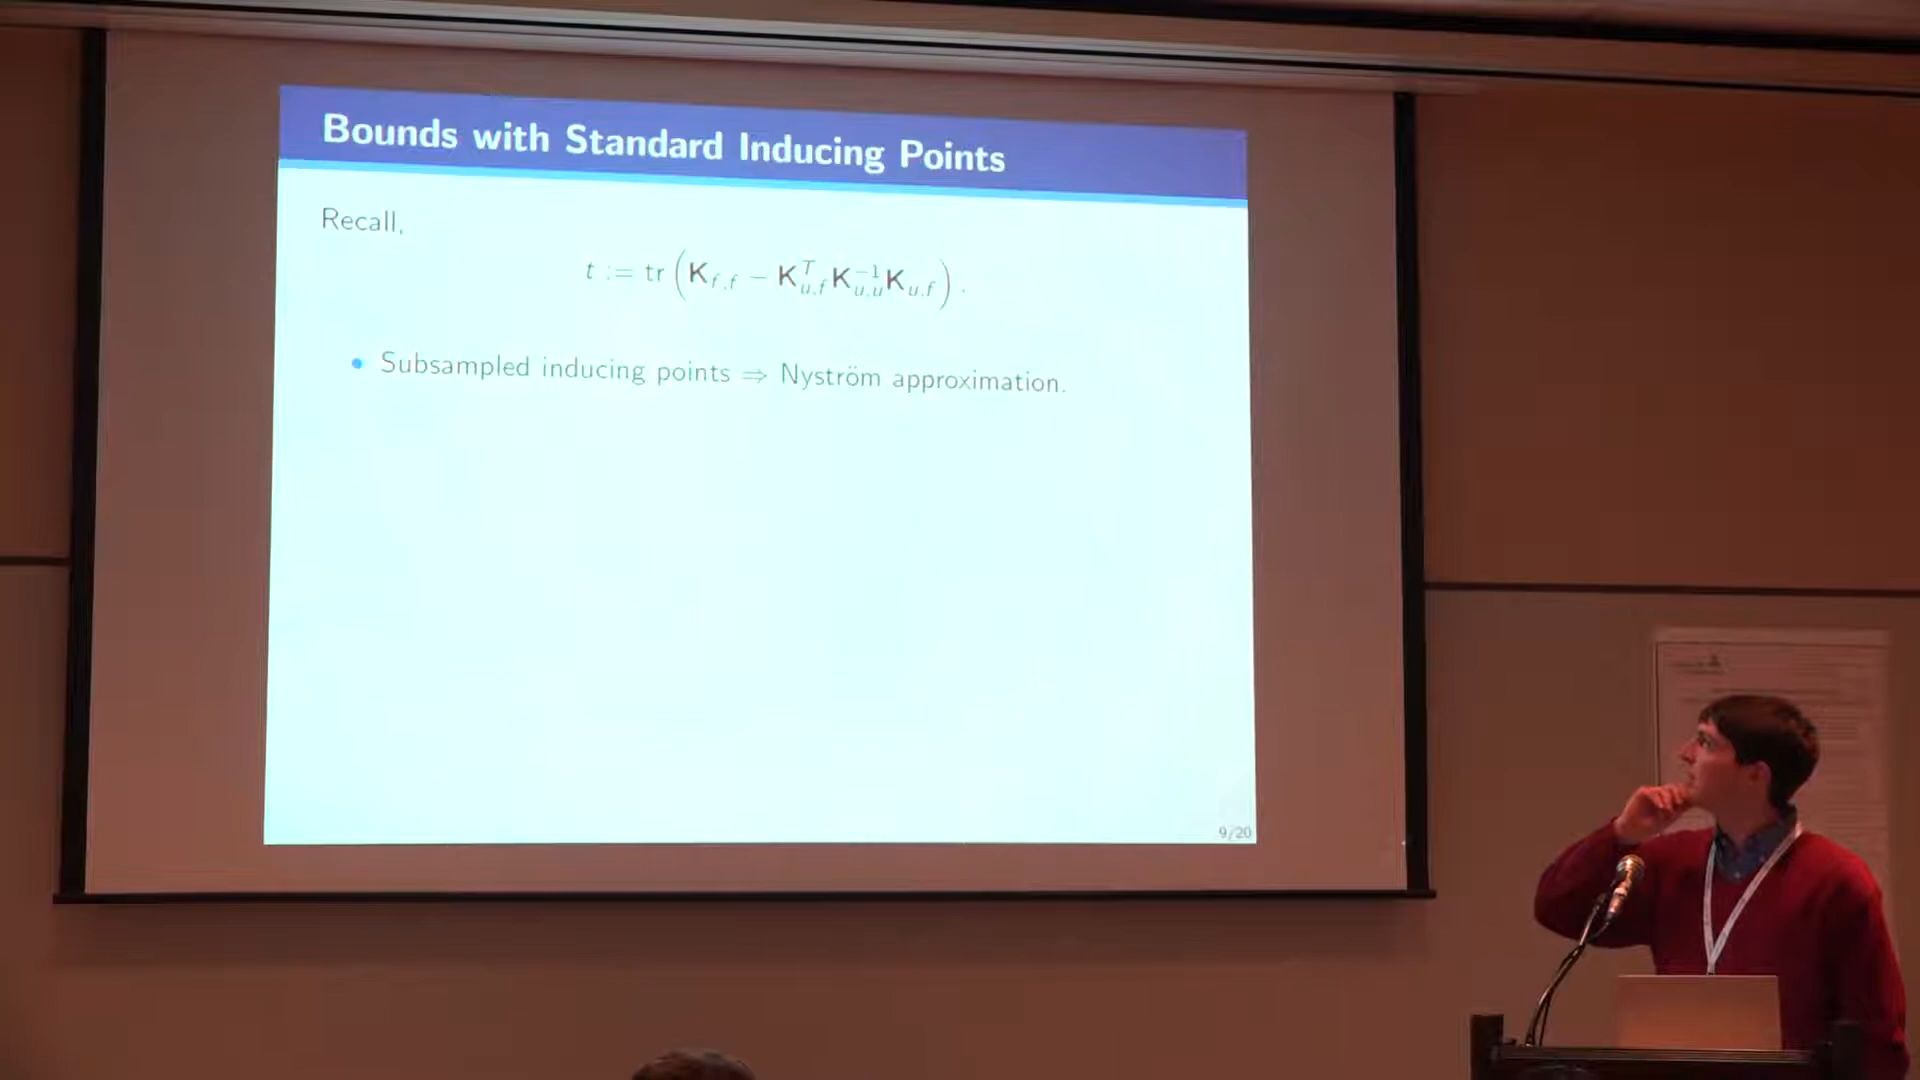 Bounds with Standard Inducing Points
Recall,
t := tr (K_{f,f} − K_{u,f}^T K_{u,u}^{-1} K_{u,f}).
• Subsampled inducing points ⇒ Nyström approximation.
9/20